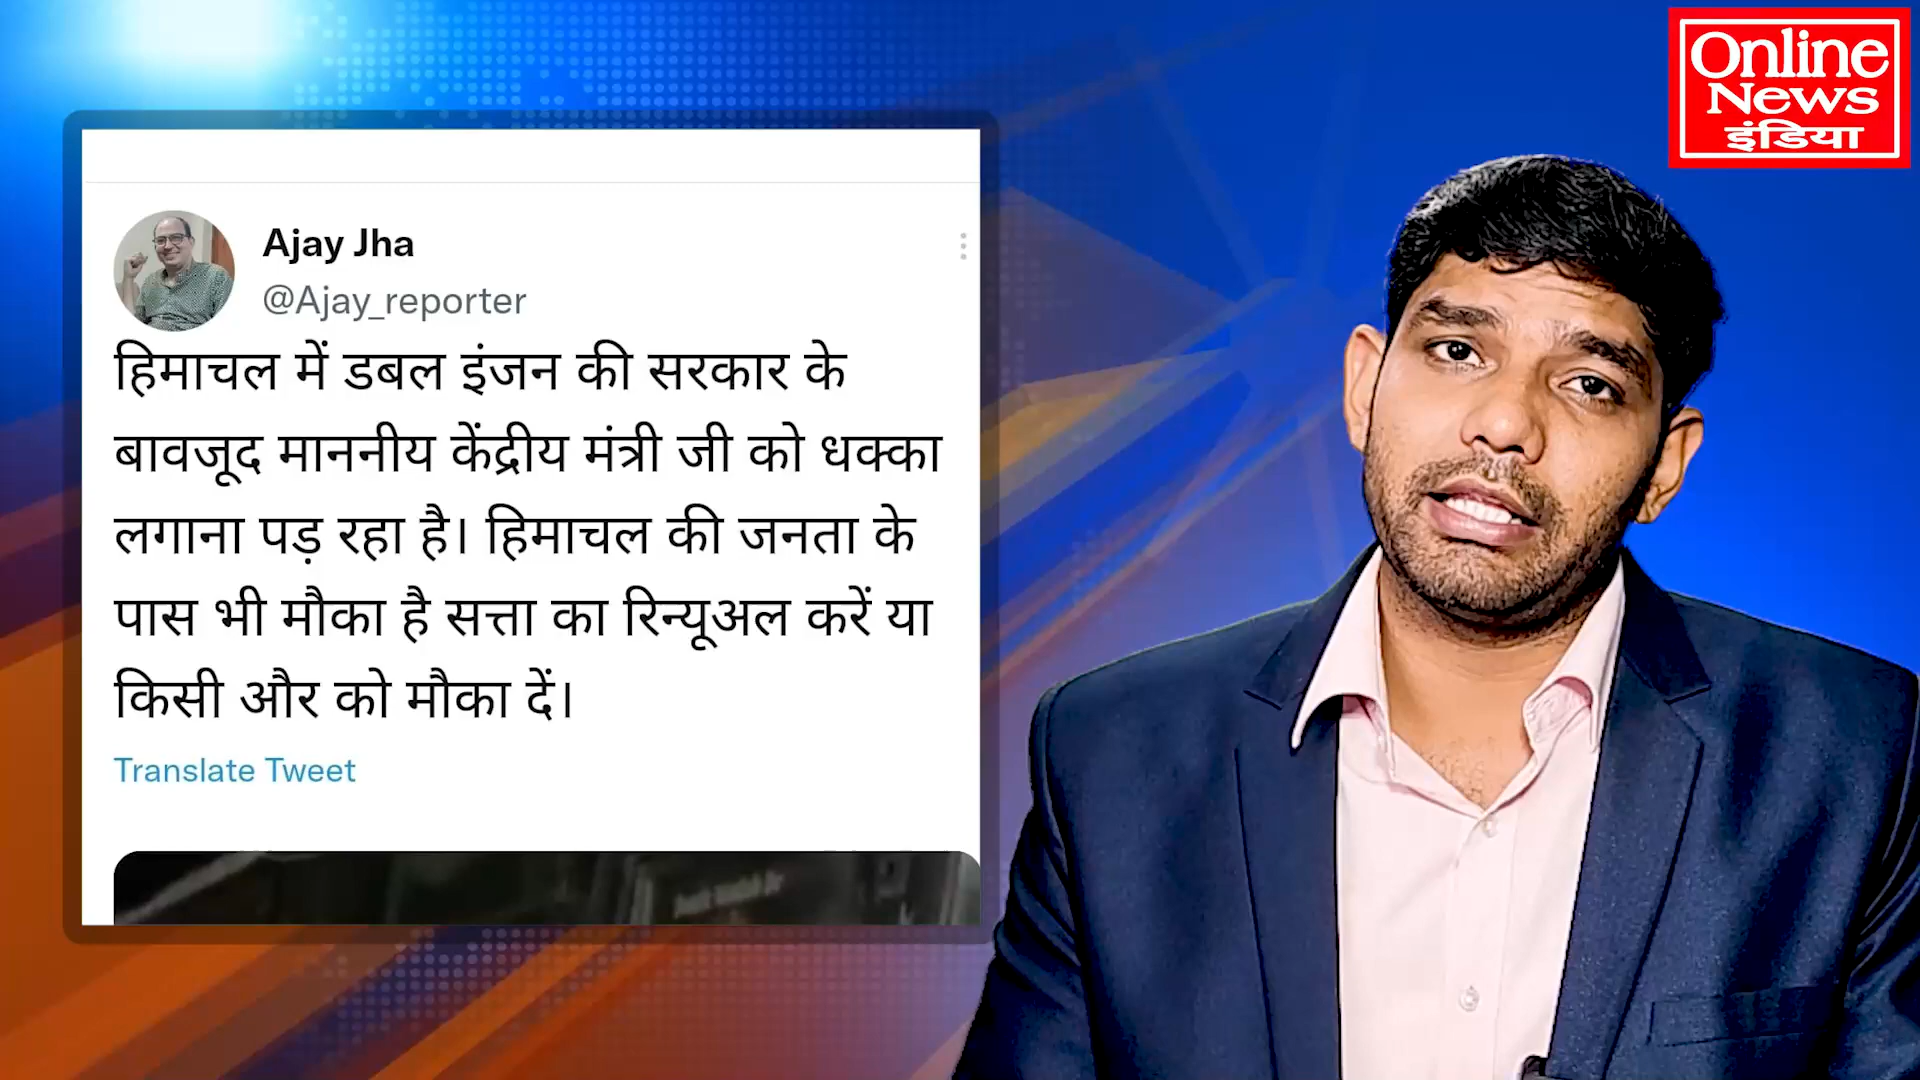 Online
News
इंडिया
Ajay Jha
@Ajay_reporter
हिमाचल में डबल इंजन की सरकार के
बावजूद माननीय केंद्रीय मंत्री जी को धक्का
लगाना पड़ रहा है। हिमाचल की जनता के
पास भी मौका है सत्ता का रिन्यूअल करें या
किसी और को मौका दें।
Translate Tweet